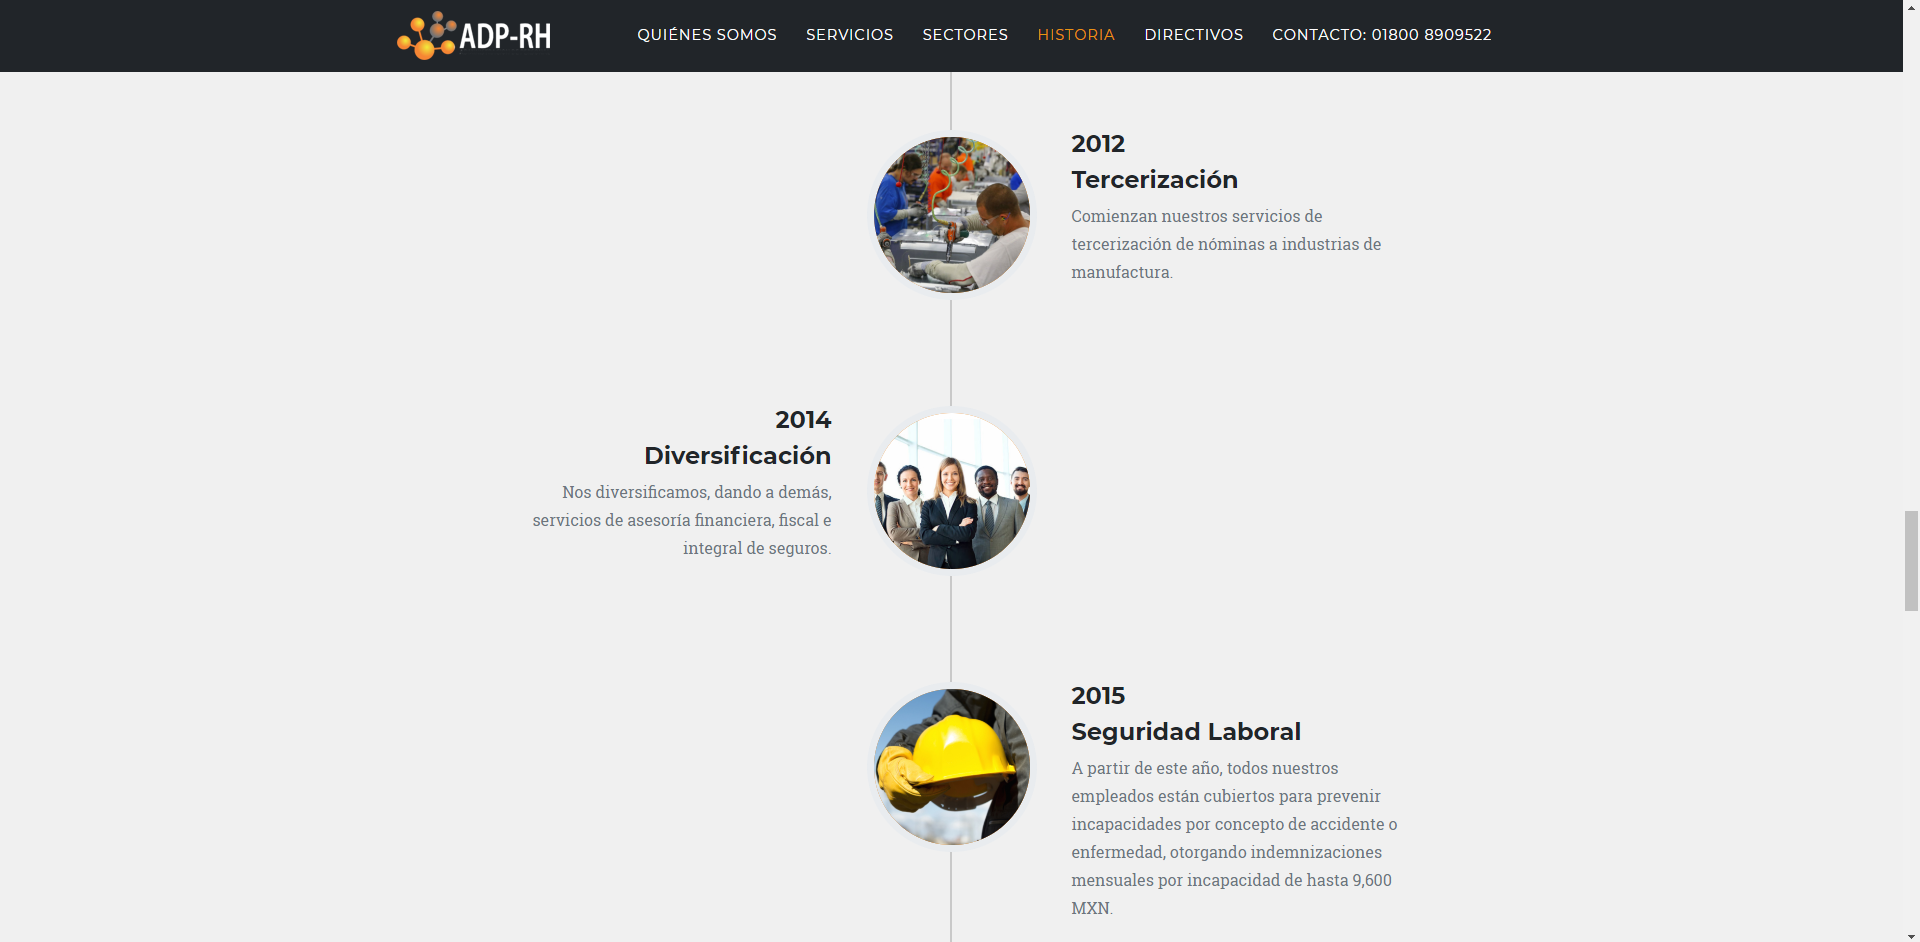 ADP-RH
QUIÉNES SOMOS SERVICIOS SECTORES HISTORIA DIRECTIVOS CONTACTO: 01800 8909522
2012
Tercerización
Comienzan nuestros servicios de
tercerización de nóminas a industrias de
manufactura.
2014
Diversificación
Nos diversificamos, dando a demás,
servicios de asesoría financiera, fiscal e
integral de seguros.
2015
Seguridad Laboral
A partir de este año, todos nuestros
empleados están cubiertos para prevenir
incapacidades por concepto de accidente o
enfermedad, otorgando indemnizaciones
mensuales por incapacidad de hasta 9,600
MXN.